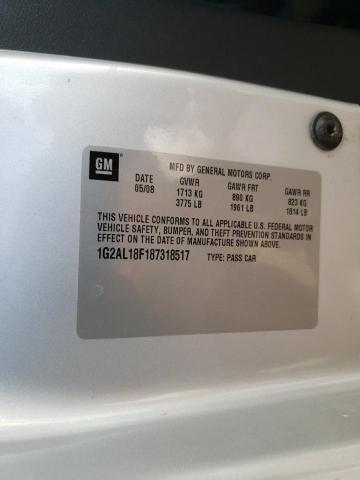 GM
MFD BY GENERAL MOTORS CORP.
DATE GVWR GAWR FRT GAWR RR
05/08 1713 KG 890 KG 823 KG
3775 LB 1961 LB 1814 LB
THIS VEHICLE CONFORMS TO ALL APPLICABLE U.S. FEDERAL MOTOR
VEHICLE SAFETY, BUMPER, AND THEFT PREVENTION STANDARDS IN
EFFECT ON THE DATE OF MANUFACTURE SHOWN ABOVE.
1G2AL18F187318517 TYPE: PASS CAR